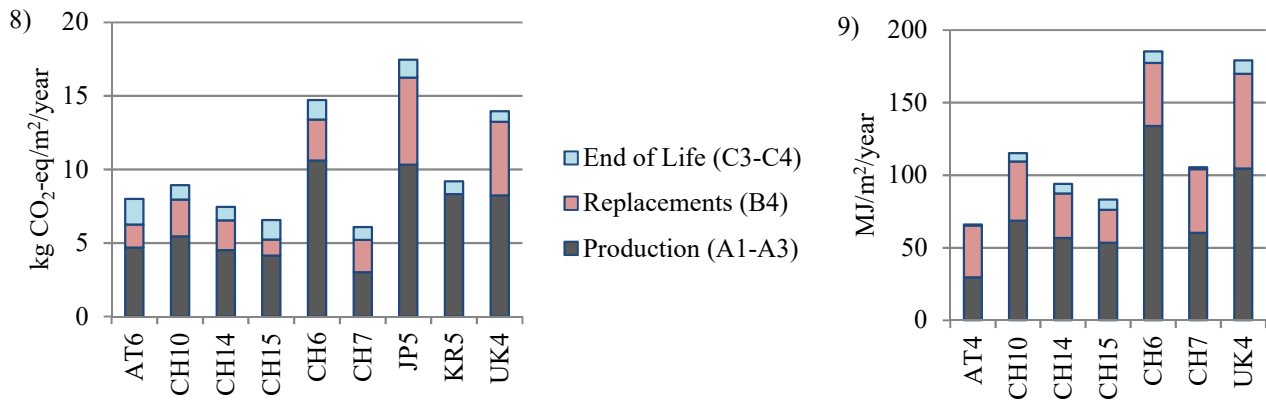 8)
kg CO₂-eq/m²/year
20
15
10
5
0
AT6
CH10
CH14
CH15
CH6
CH7
JP5
KR5
UK4
End of Life (C3-C4)
Replacements (B4)
Production (A1-A3)
9)
MJ/m²/year
200
150
100
50
0
AT4
CH10
CH14
CH15
CH6
CH7
UK4